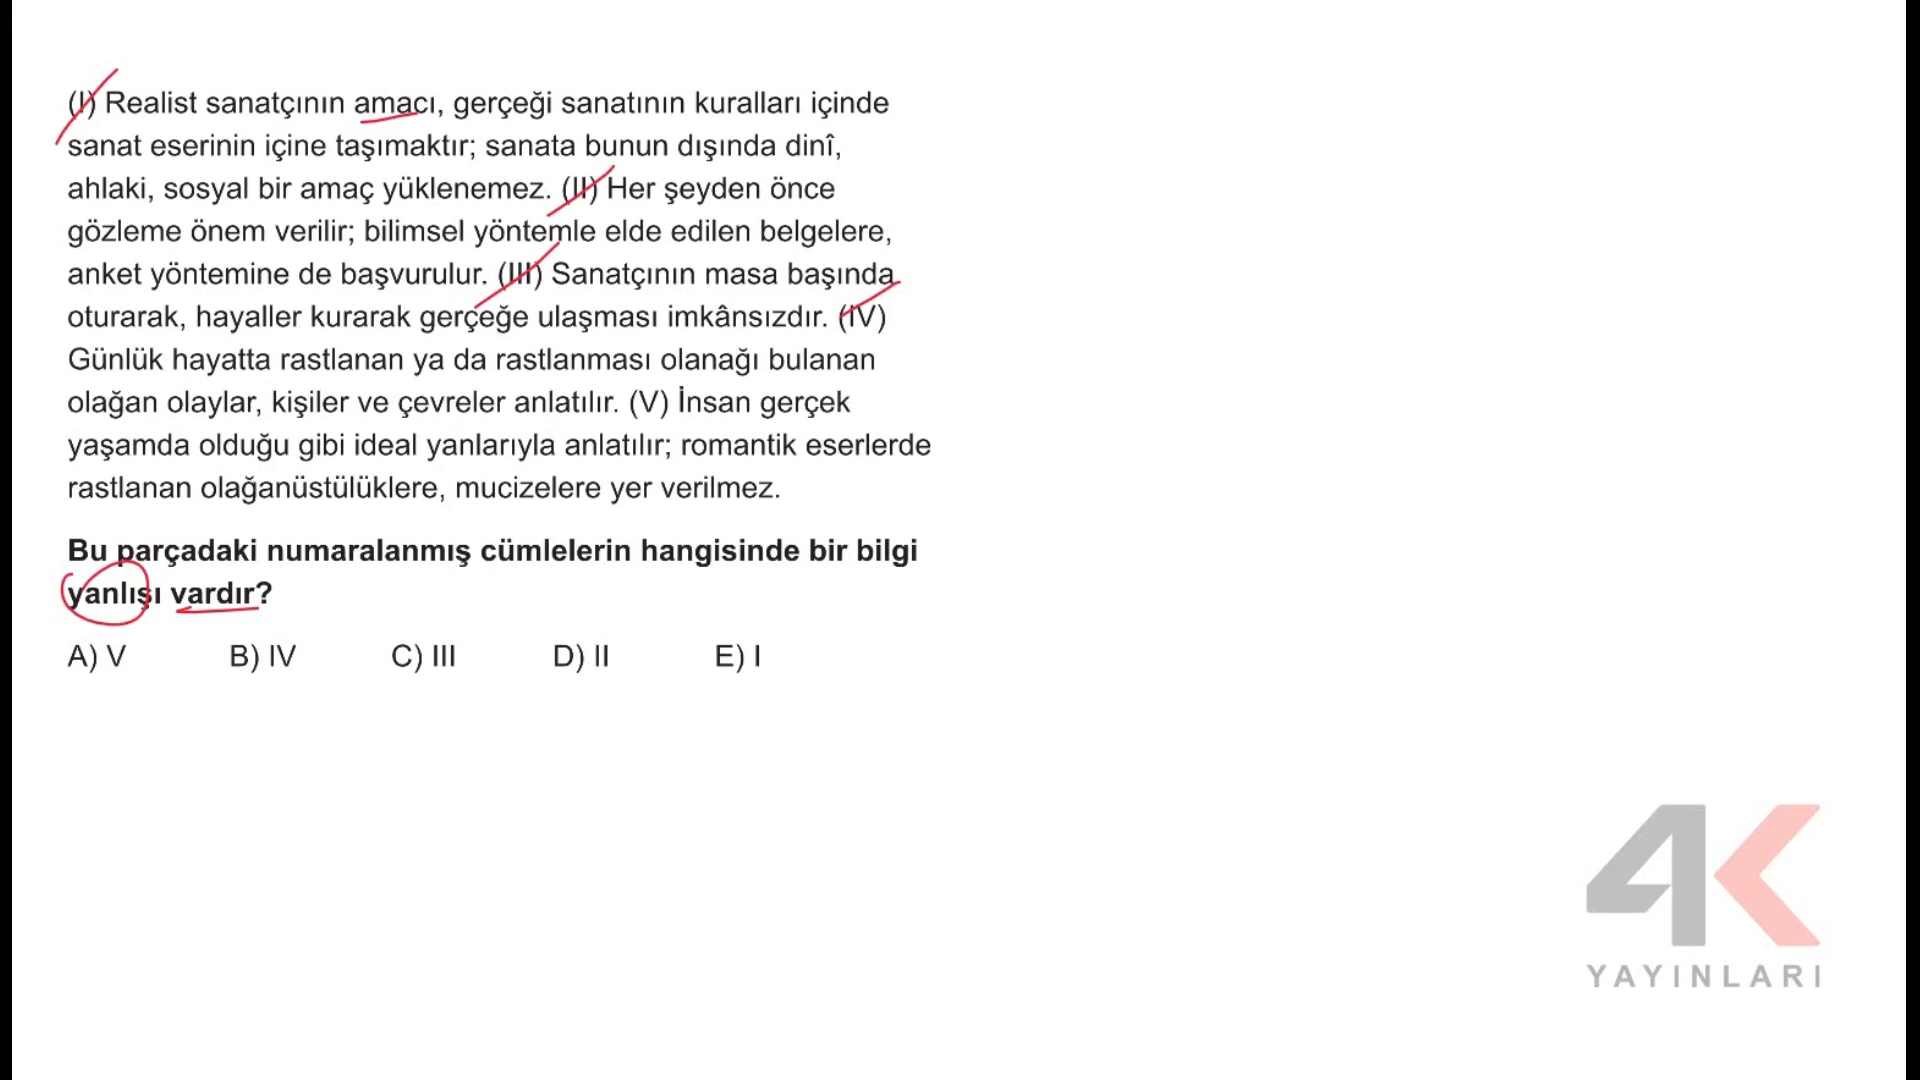 (I) Realist sanatçının amacı, gerçeği sanatının kuralları içinde
sanat eserinin içine taşımaktır; sanata bunun dışında dinî,
ahlaki, sosyal bir amaç yüklenemez. (II) Her şeyden önce
gözleme önem verilir; bilimsel yöntemle elde edilen belgelere,
anket yöntemine de başvurulur. (III) Sanatçının masa başında
oturarak, hayaller kurarak gerçeğe ulaşması imkânsızdır. (IV)
Günlük hayatta rastlanan ya da rastlanması olanağı bulanan
olağan olaylar, kişiler ve çevreler anlatılır. (V) İnsan gerçek
yaşamda olduğu gibi ideal yanlarıyla anlatılır; romantik eserlerde
rastlanan olağanüstülüklere, mucizelere yer verilmez.
Bu parçadaki numaralanmış cümlelerin hangisinde bir bilgi
yanlışı vardır?
A) V B) IV C) III D) II E) I
4K
YAYINLARI